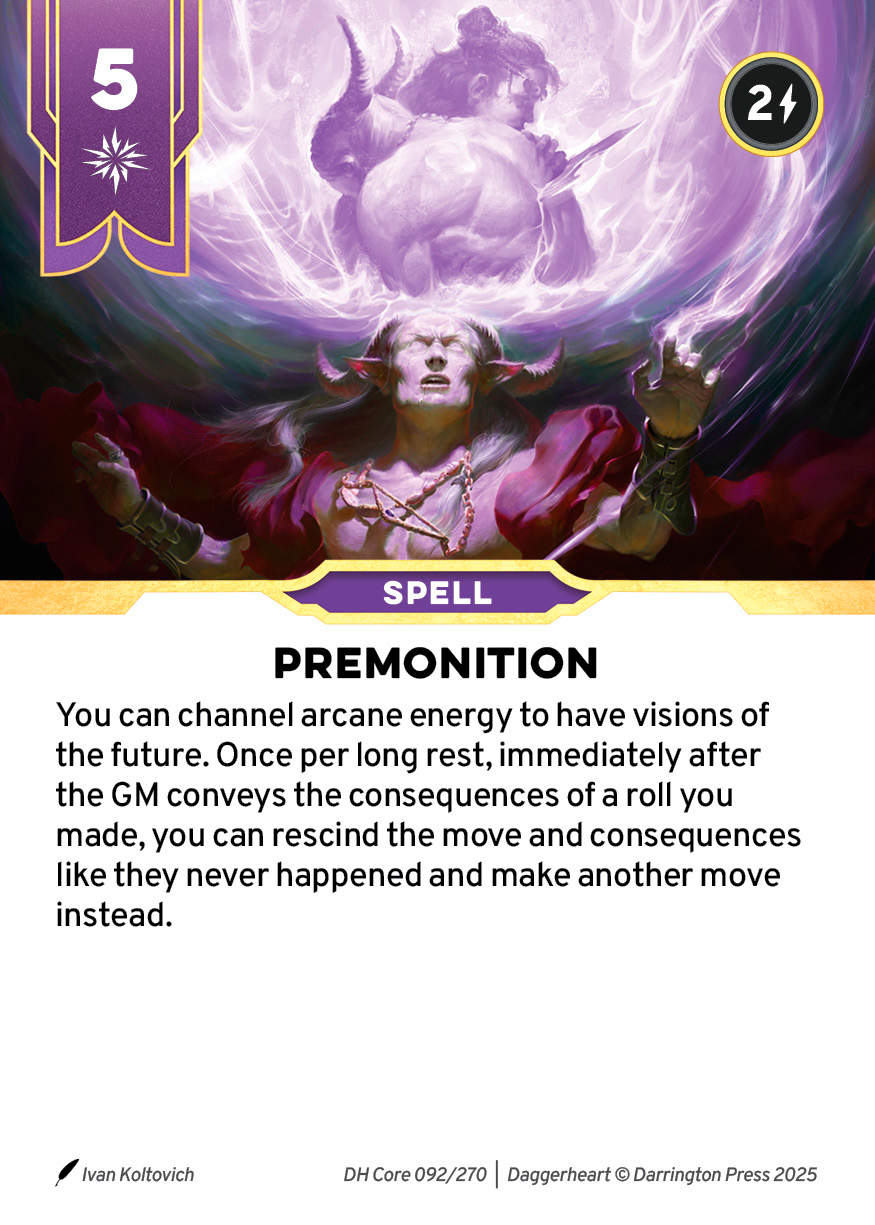 5
2
SPELL
PREMONITION
You can channel arcane energy to have visions of
the future. Once per long rest, immediately after
the GM conveys the consequences of a roll you
made, you can rescind the move and consequences
like they never happened and make another move
instead.
Ivan Koltovich
DH Core 092/270 | Daggerheart © Darrington Press 2025